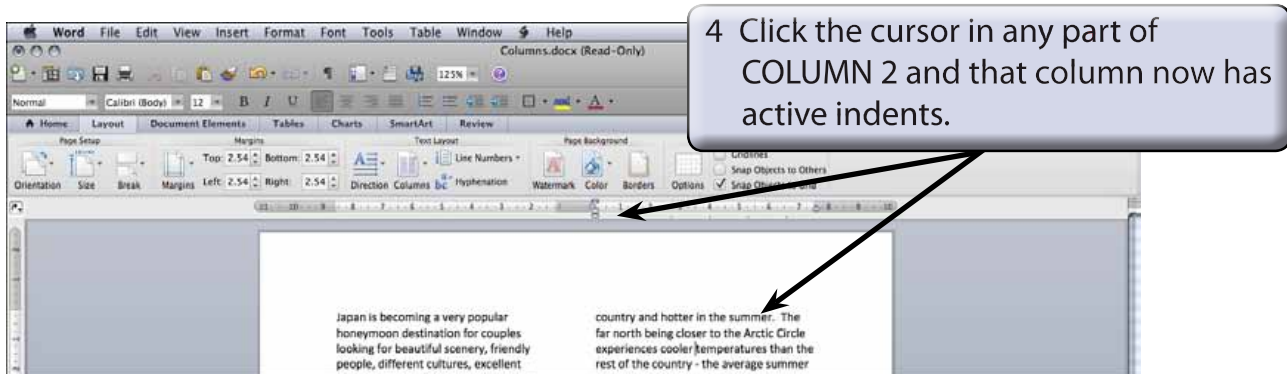 Word File Edit View Insert Format Font Tools Table Window Help
Columns.docx (Read-Only)
4 Click the cursor in any part of
COLUMN 2 and that column now has
active indents.
125%
Normal Calibri (Body) 12 B I U
Home Layout Document Elements Tables Charts SmartArt Review
Page Setup Margins Text Layout Page Background
Top: 2.54 Bottom: 2.54 Line Numbers Gridlines
Snap Objects to Others
Left: 2.54 Right: 2.54 Hyphenation Snap Objects to Grid
Orientation Size Break Margins Direction Columns Watermark Color Borders Options
Japan is becoming a very popular
honeymoon destination for couples
looking for beautiful scenery, friendly
people, different cultures, excellent
country and hotter in the summer. The
far north being closer to the Arctic Circle
experiences cooler temperatures than the
rest of the country - the average summer